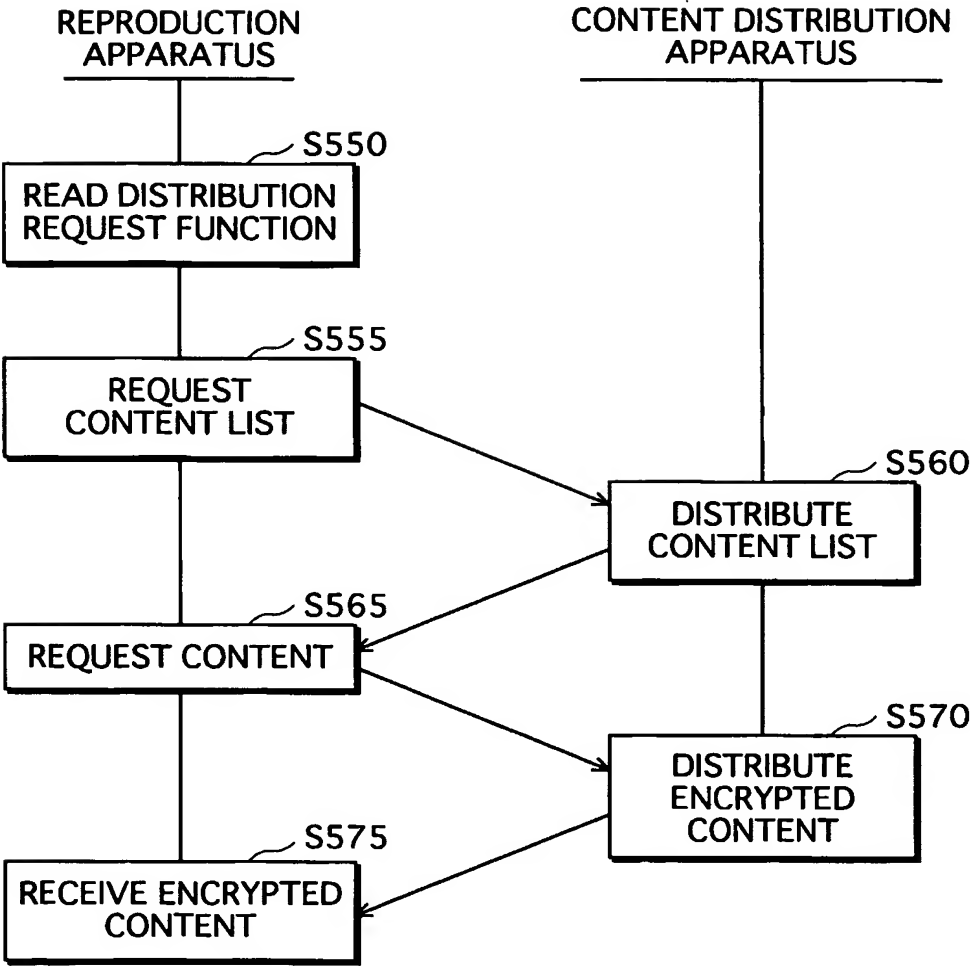 REPRODUCTION
APPARATUS
CONTENT DISTRIBUTION
APPARATUS
S550
READ DISTRIBUTION
REQUEST FUNCTION
S555
REQUEST
CONTENT LIST
S560
DISTRIBUTE
CONTENT LIST
S565
REQUEST CONTENT
S570
DISTRIBUTE
ENCRYPTED
CONTENT
S575
RECEIVE ENCRYPTED
CONTENT